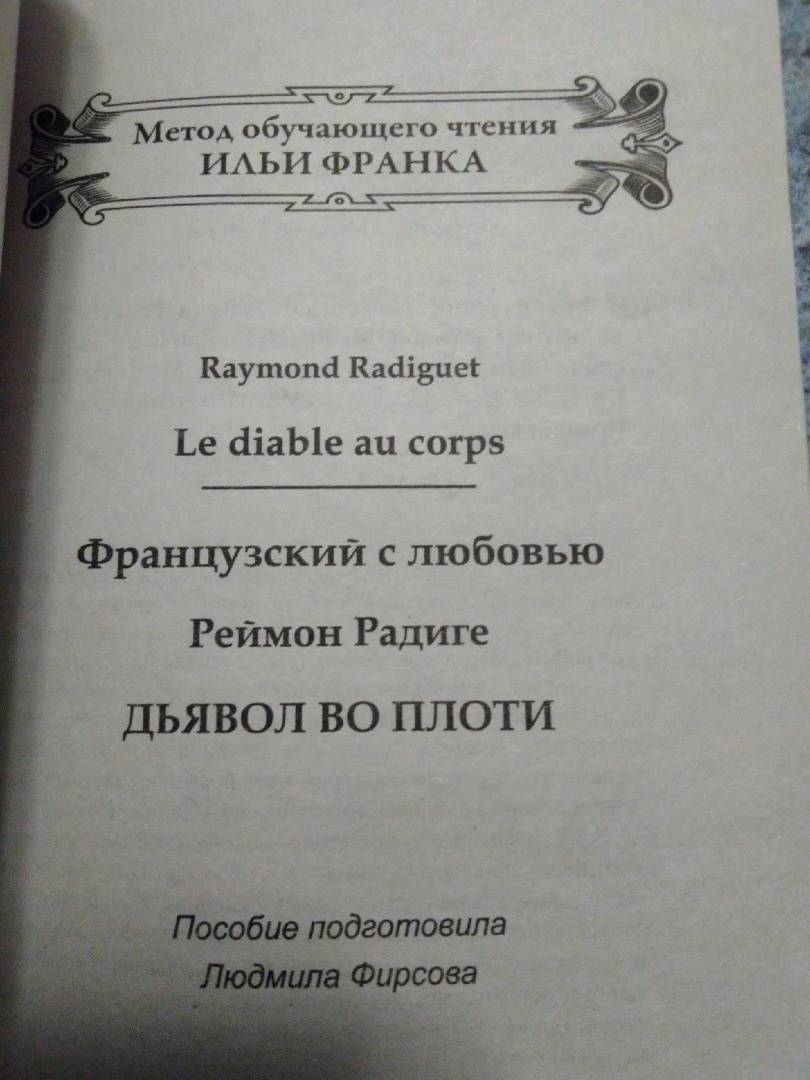 Метод обучающего чтения
ИЛЬИ ФРАНКА
Raymond Radiguet
Le diable au corps
Французский с любовью
Реймон Радиге
ДЬЯВОЛ ВО ПЛОТИ
Пособие подготовила
Людмила Фирсова